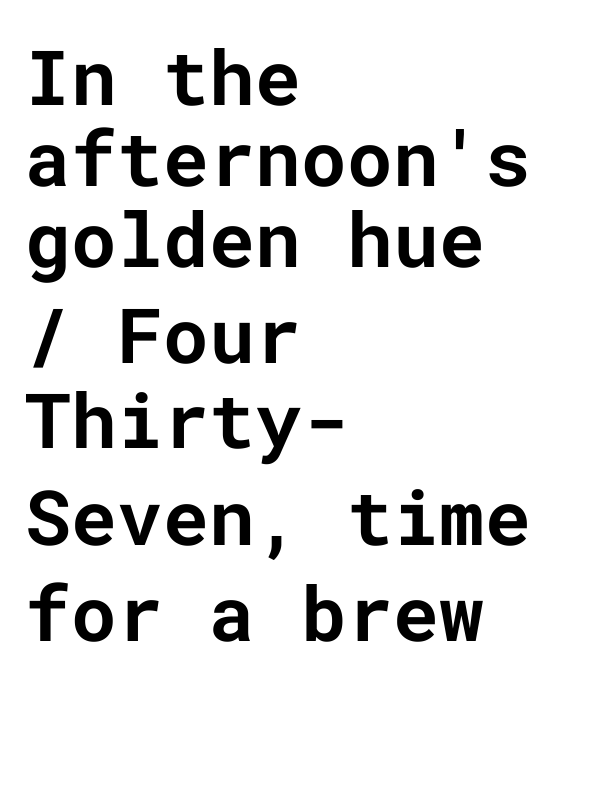 In the
afternoon's
golden hue
/ Four
Thirty-
Seven, time
for a brew